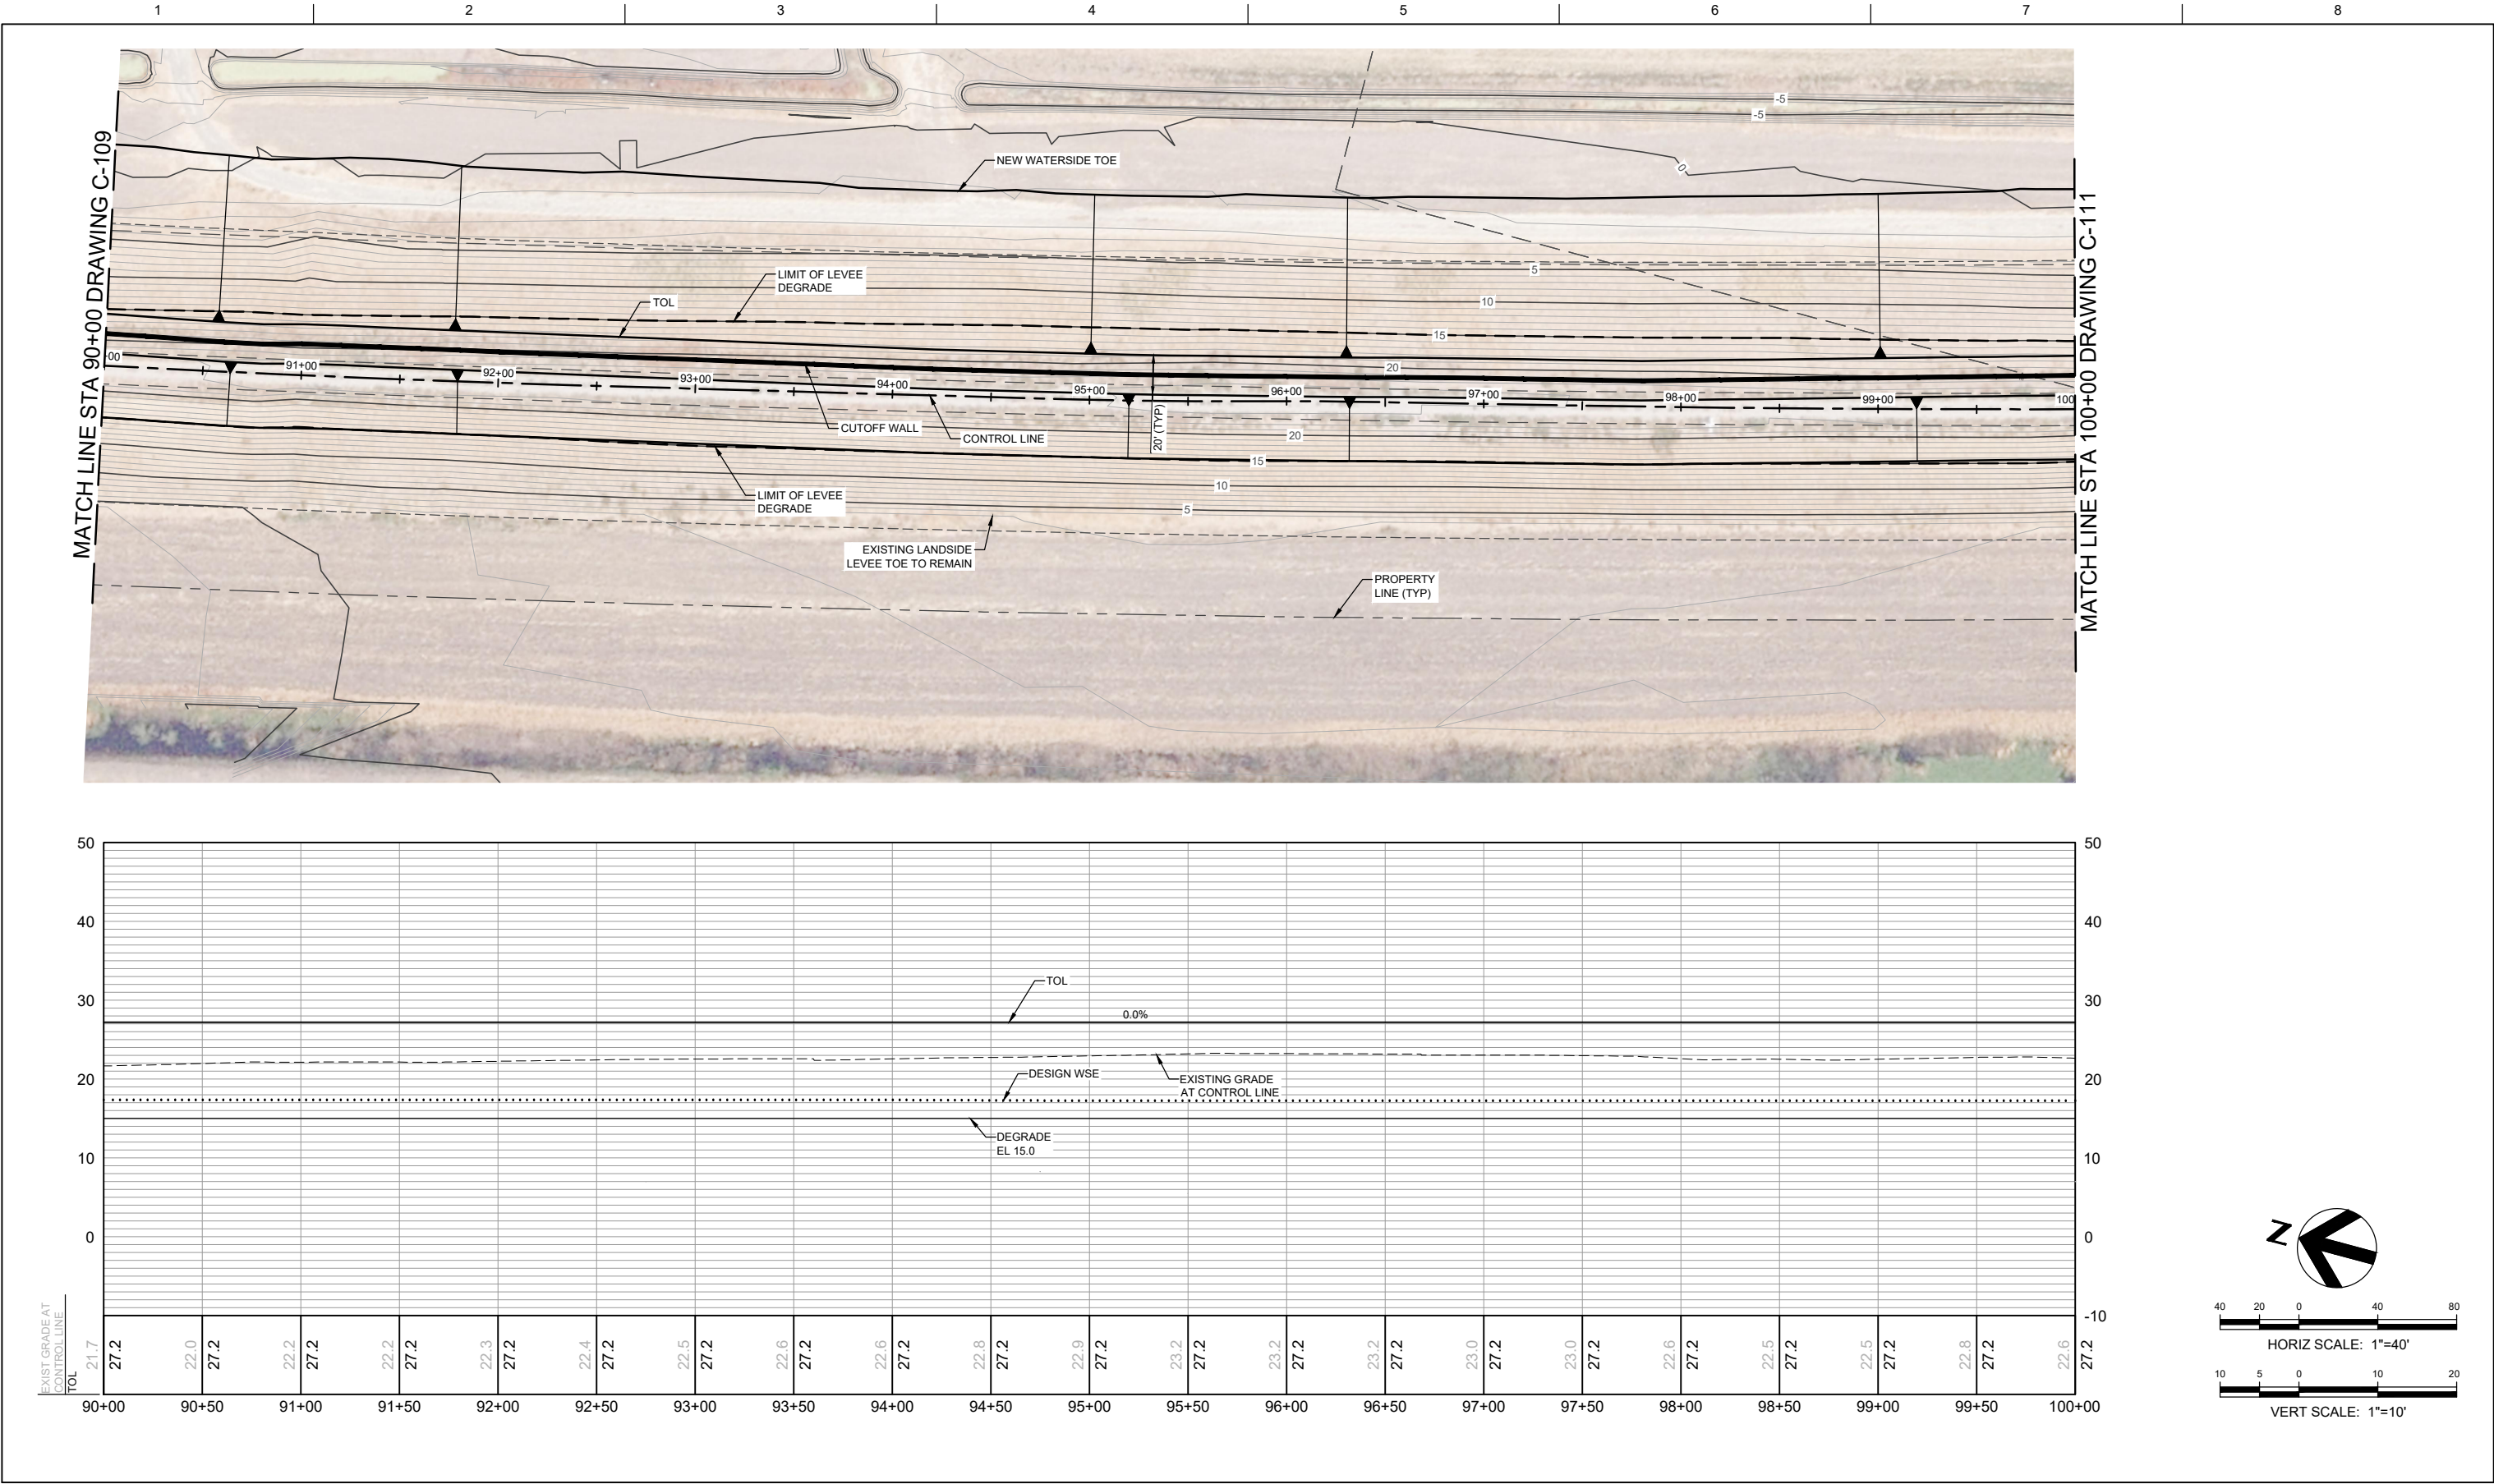 1 2 3 4 5 6 7 8
MATCH LINE STA 90+00 DRAWING C-109
MATCH LINE STA 100+00 DRAWING C-111
-5
-5
NEW WATERSIDE TOE
0
5
LIMIT OF LEVEE
DEGRADE
TOL
10
15
20
00
91+00
92+00
93+00
94+00
95+00
96+00
97+00
98+00
99+00
100
CUTOFF WALL
CONTROL LINE
20' (TYP)
20
15
10
5
LIMIT OF LEVEE
DEGRADE
EXISTING LANDSIDE
LEVEE TOE TO REMAIN
PROPERTY
LINE (TYP)
50 50
40 40
30 30
20 20
10 10
0 0
-10
TOL
0.0%
DESIGN WSE
EXISTING GRADE
AT CONTROL LINE
DEGRADE
EL 15.0
EXIST GRADE AT
CONTROL LINE
TOL
21.7 22.0 22.2 22.2 22.3 22.4 22.5 22.6 22.6 22.8 22.9 23.2 23.2 23.2 23.0 23.0 22.6 22.5 22.5 22.8 22.6
27.2 27.2 27.2 27.2 27.2 27.2 27.2 27.2 27.2 27.2 27.2 27.2 27.2 27.2 27.2 27.2 27.2 27.2 27.2 27.2 27.2
90+00 90+50 91+00 91+50 92+00 92+50 93+00 93+50 94+00 94+50 95+00 95+50 96+00 96+50 97+00 97+50 98+00 98+50 99+00 99+50 100+00
N
40 20 0 40 80
HORIZ SCALE: 1"=40'
10 5 0 10 20
VERT SCALE: 1"=10'